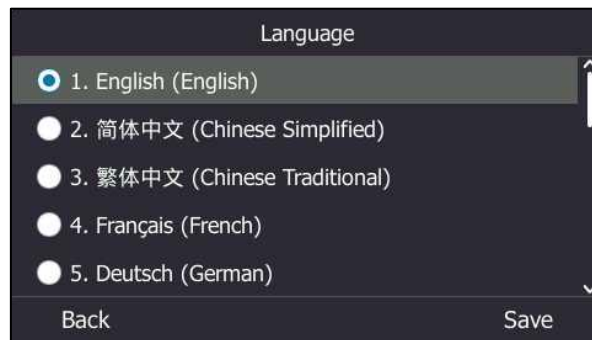 Language
1. English (English)
2. 简体中文 (Chinese Simplified)
3. 繁体中文 (Chinese Traditional)
4. Français (French)
5. Deutsch (German)
Back Save